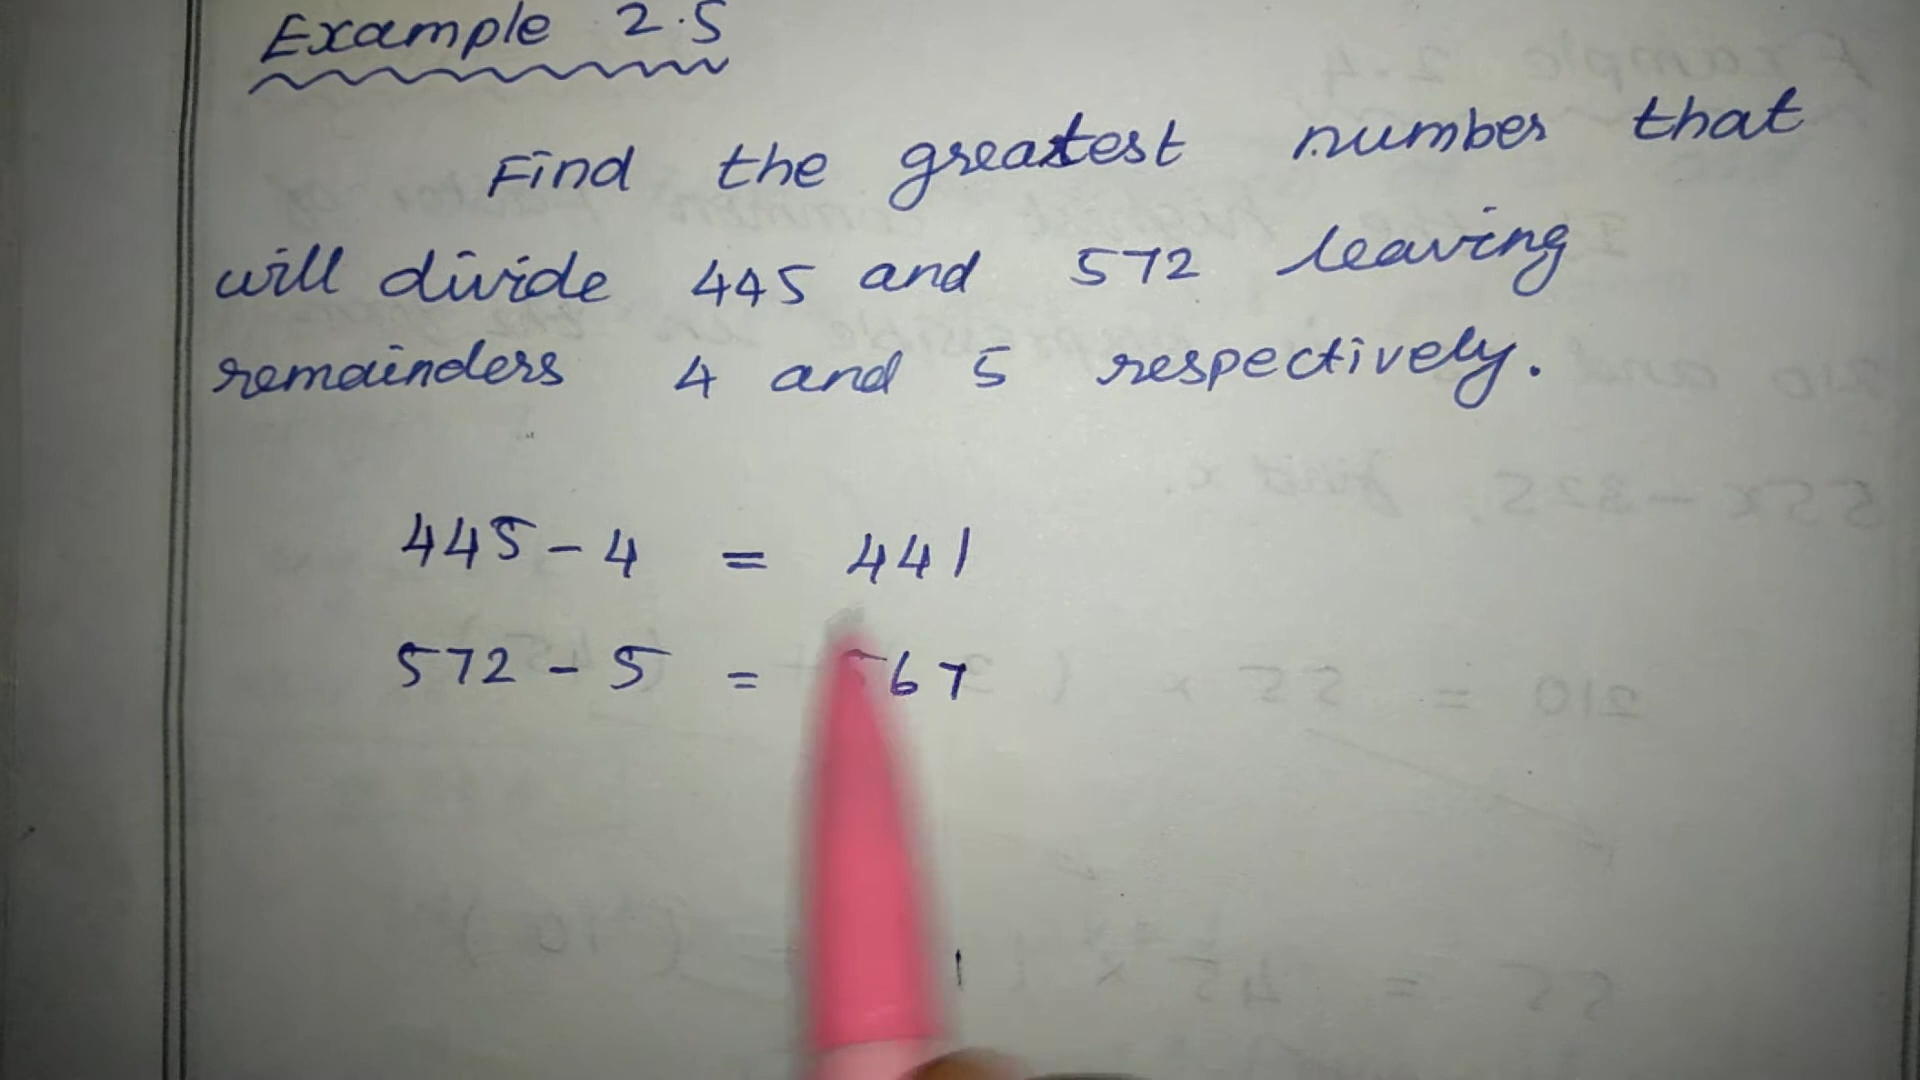 Example 2.5
Find the greatest number that
will divide 445 and 572 leaving
remainders 4 and 5 respectively.
445 - 4 = 441
572 - 5 = 567